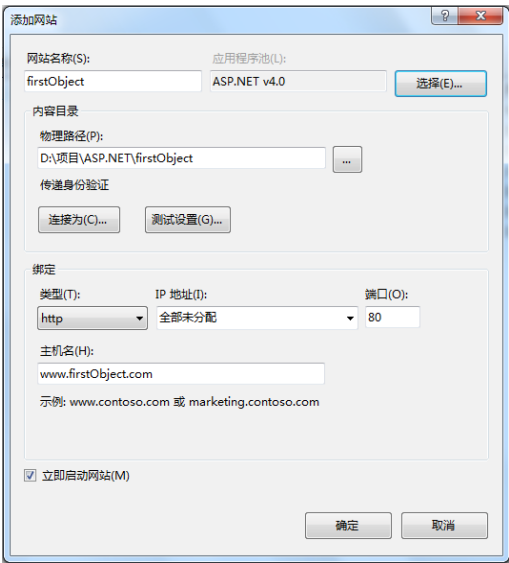 添加网站
网站名称(S): 应用程序池(L):
firstObject ASP.NET v4.0 选择(E)...
内容目录
物理路径(P):
D:\项目\ASP.NET\firstObject ...
传递身份验证
连接为(C)... 测试设置(G)...
绑定
类型(T): IP 地址(I): 端口(O):
http 全部未分配 80
主机名(H):
www.firstObject.com
示例: www.contoso.com 或 marketing.contoso.com
立即启动网站(M)
确定 取消